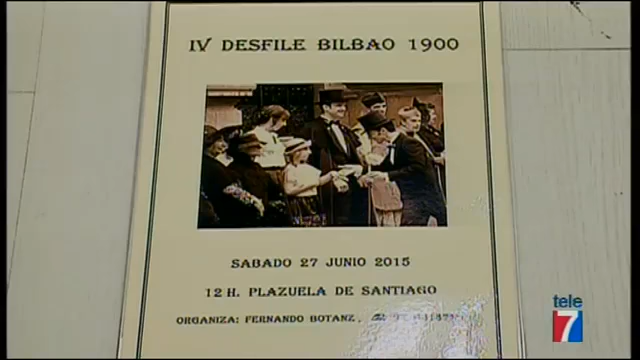 IV DESFILE BILBAO 1900
SABADO 27 JUNIO 2015
12 H. PLAZUELA DE SANTIAGO
ORGANIZA: FERNANDO BOTANZ,
tele
7